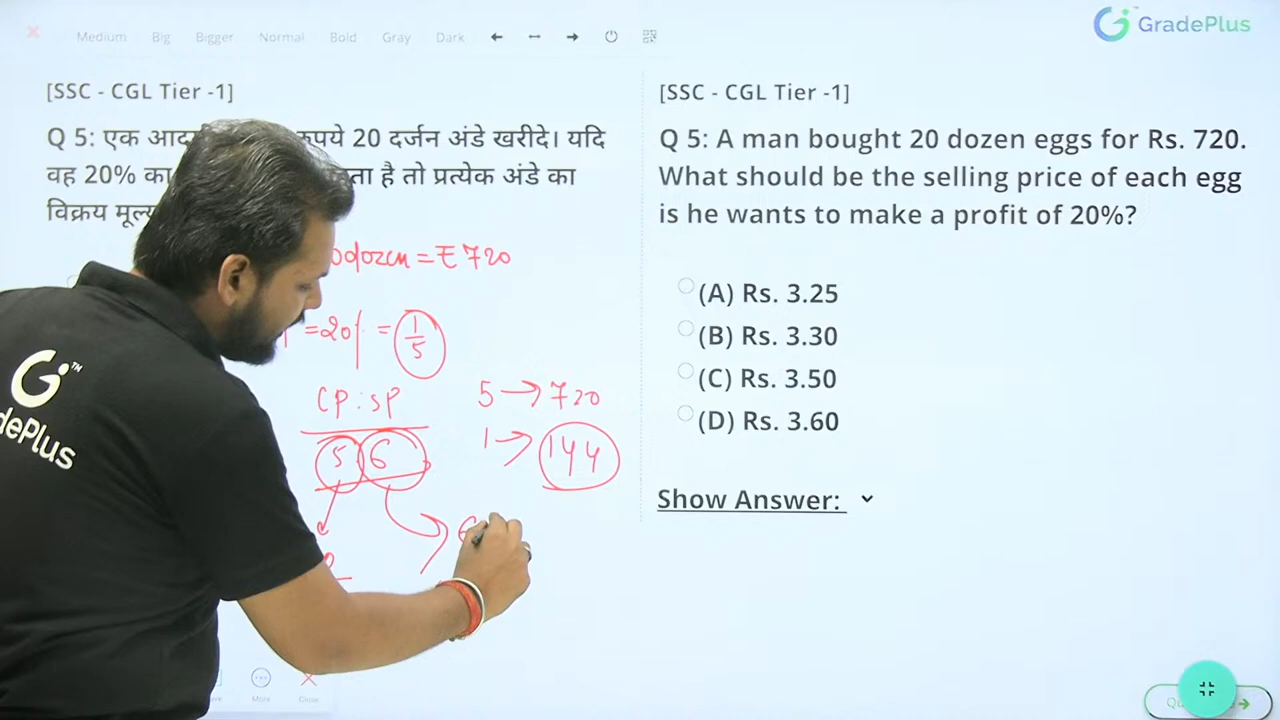 Medium Big Bigger Normal Bold Gray Dark
GradePlus
[SSC - CGL Tier -1]
Q 5: एक रुपये 20 दर्जन अंडे खरीदे। यदि
वह 20% है तो प्रत्येक अंडे का
विक्रय
dozen = ₹ 720
= 20% = 1/5
CP : SP
5 6
5 → 720
1 → 144
6
[SSC - CGL Tier -1]
Q 5: A man bought 20 dozen eggs for Rs. 720.
What should be the selling price of each egg
is he wants to make a profit of 20%?
(A) Rs. 3.25
(B) Rs. 3.30
(C) Rs. 3.50
(D) Rs. 3.60
Show Answer:
dePlus
More Close